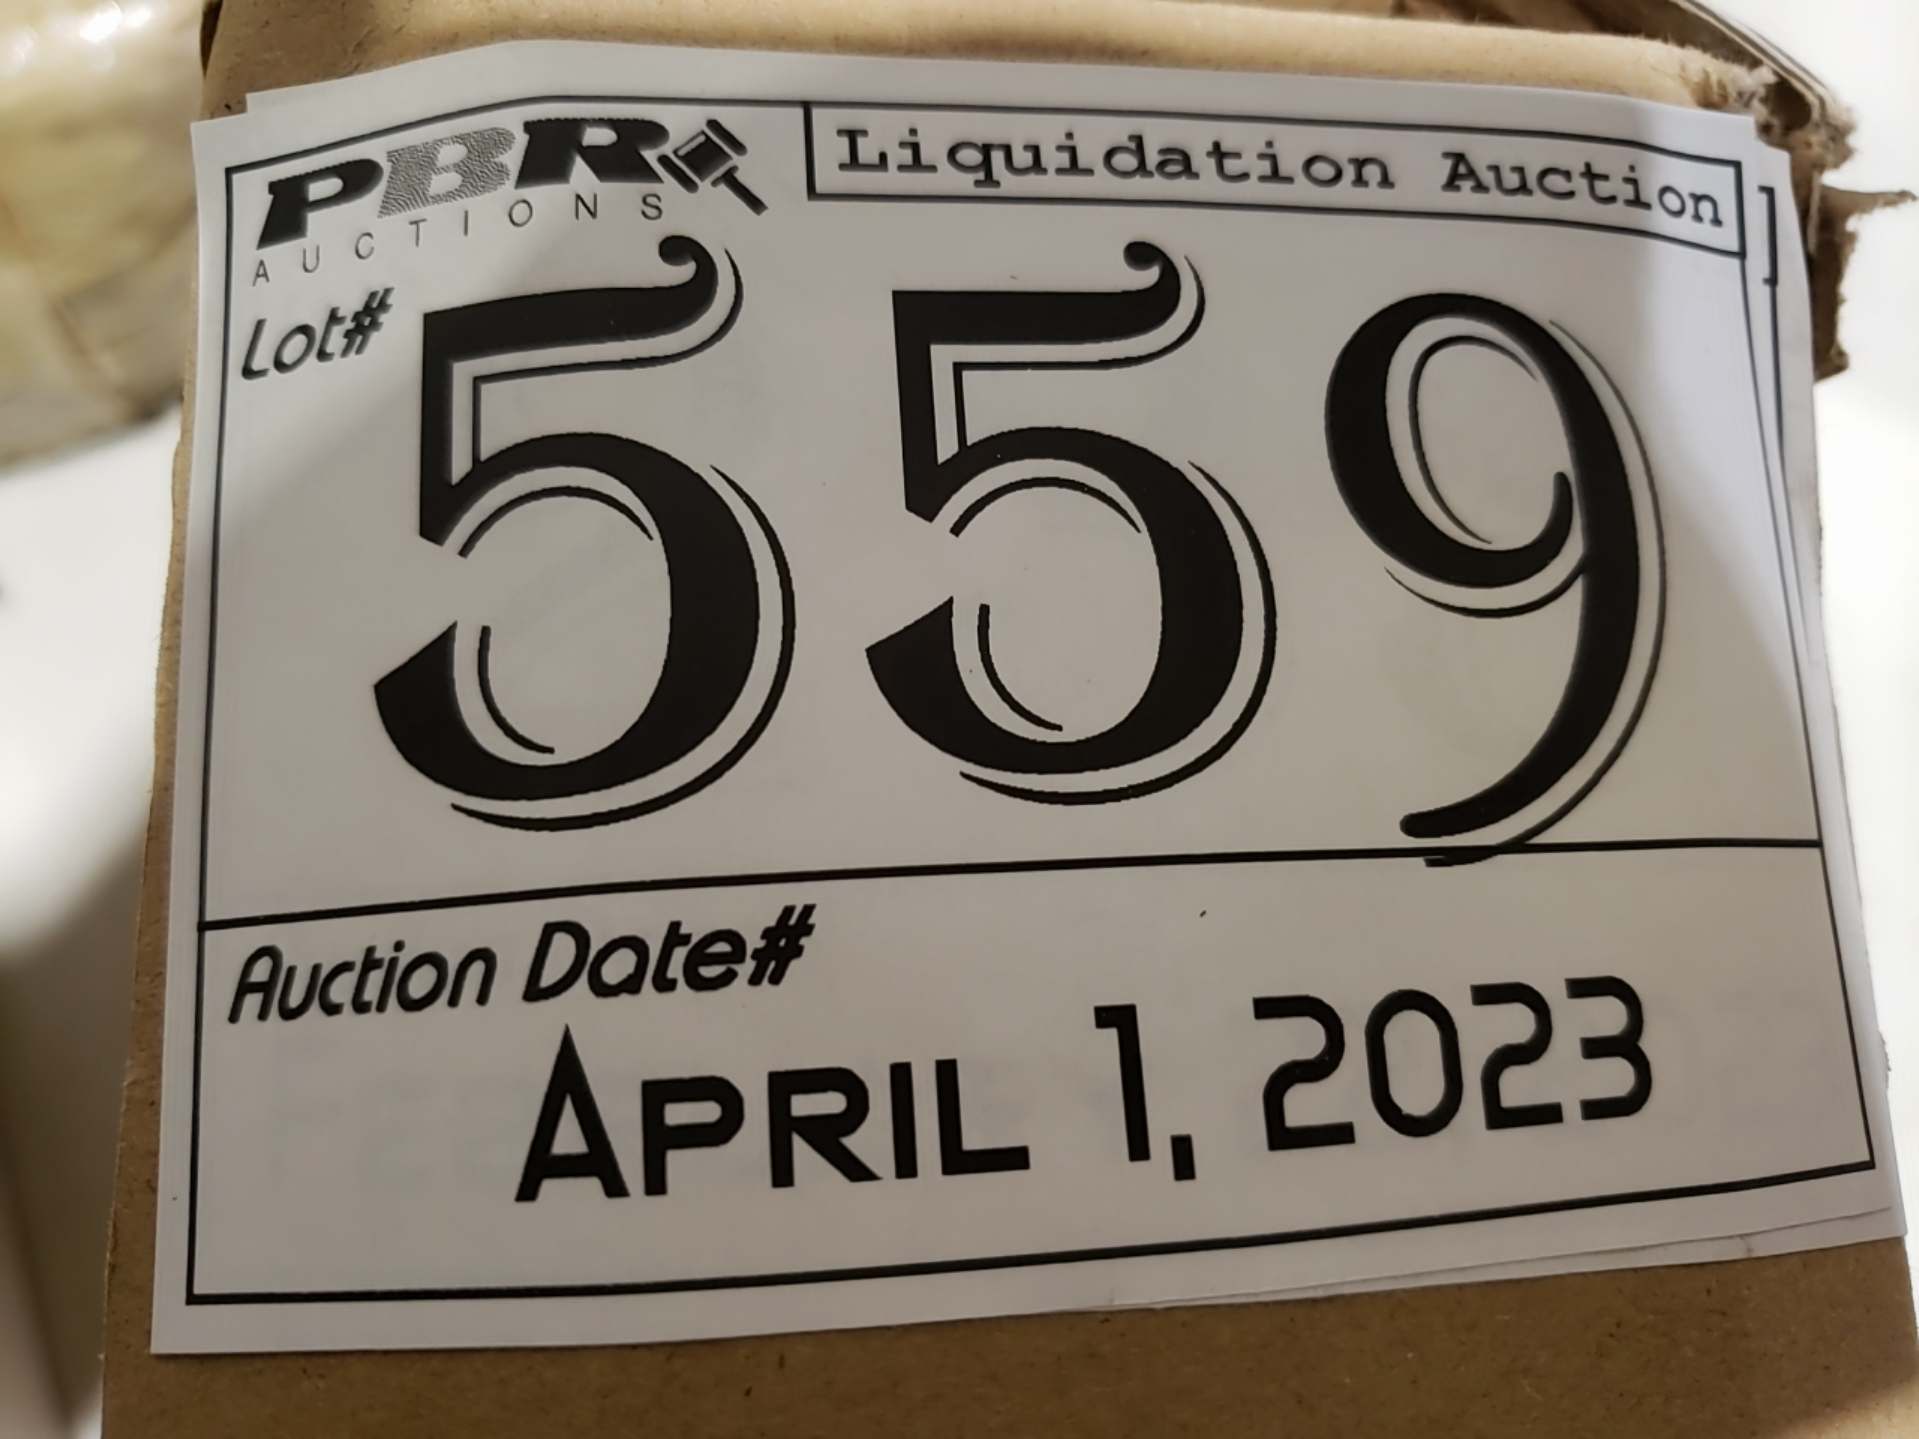 PBR
AUCTIONS
Liquidation Auction
Lot#
559
Auction Date#
APRIL 1, 2023